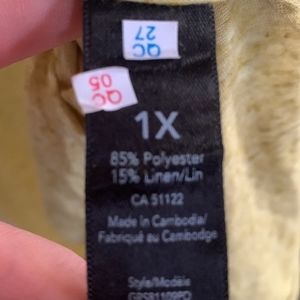 QC
27
QC
05
1X
85% Polyester
15% Linen/Lin
CA 51122
Made in Cambodia/
Fabriqué au Cambodge
Style/Modèle